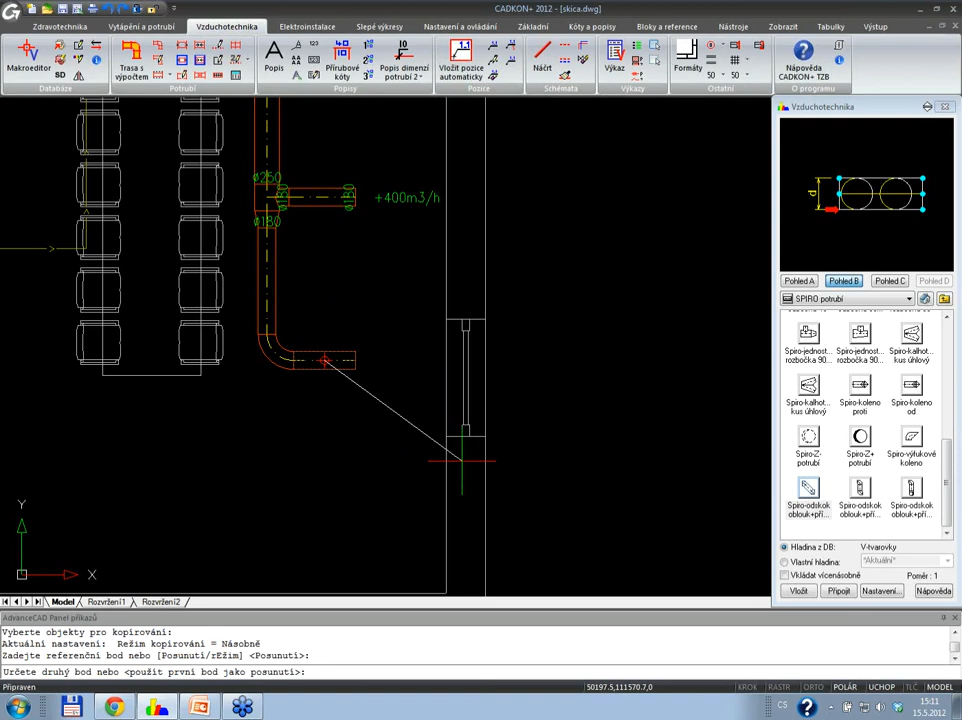 CADKON+ 2012 - [skica.dwg]
Zdravotechnika
Vytápění a potrubí
Vzduchotechnika
Elektroinstalace
Slepé výkresy
Nastavení a ovládání
Základní
Kóty a popisy
Bloky a reference
Nástroje
Zobrazit
Tabulky
Výstup
Makroeditor
SD
Trasa s výpočtem
Popis
Přírubové kóty
Popis dimenzí potrubí 2
Vložit pozice automaticky
Náčrt
Výkaz
Formáty
50
50
Nápověda CADKON+ TZB
Databáze
Potrubí
Popisy
Pozice
Schémata
Výkazy
Ostatní
O programu
Vzduchotechnika
d
Pohled A
Pohled B
Pohled C
Pohled D
SPIRO potrubí
Spiro-jednost... rozbočka 90...
Spiro-jednost... rozbočka 90...
Spiro-kalhot... kus úhlový
Spiro-kalhot... kus úhlový
Spiro-koleno proti
Spiro-koleno od
Spiro-Z- potrubí
Spiro-Z+ potrubí
Spiro-výfukové koleno
Spiro-odskok oblouk+pří...
Spiro-odskok oblouk+pří...
Spiro-odskok oblouk+pří...
Hladina z DB:
V-tvarovky
Vlastní hladina:
*Aktuální*
Vkládat vícenásobně
Poměr : 1
Vložit
Připojit
Nastavení...
Nápověda
ø250
ø180
ø180
ø180
+400m3/h
Y
X
Model
Rozvržení1
Rozvržení2
AdvanceCAD Panel příkazů
Vyberte objekty pro kopírování:
Aktuální nastavení:  Režim kopírování = Násobné
Zadejte referenční bod nebo [Posunutí/rEžim] <Posunutí>:
Určete druhý bod nebo <použít první bod jako posunutí>:
Připraven
50197.5,111570.7,0
KROK
RASTR
ORTO
POLÁR
UCHOP
TLČ
MODEL
CS
15:11
15.5.2012